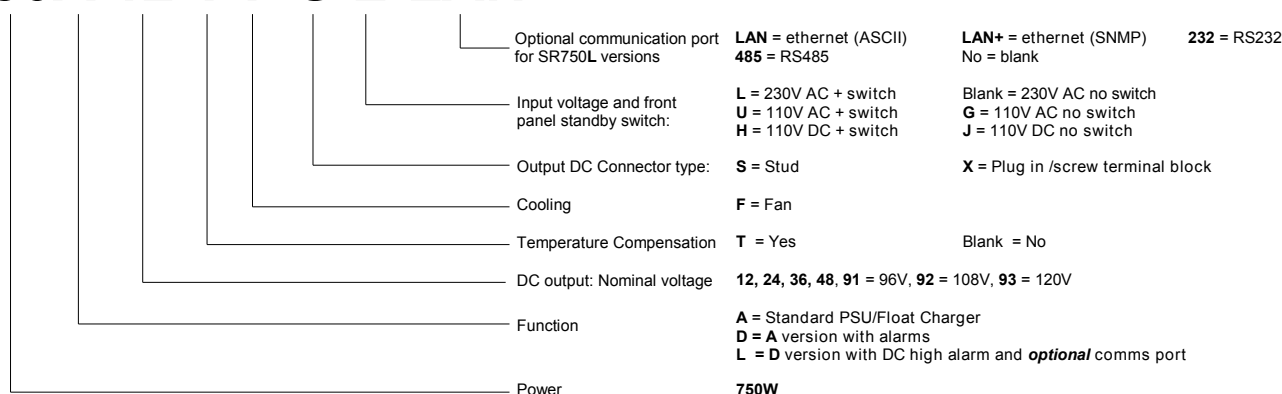 Optional communication port LAN = ethernet (ASCII) LAN+ = ethernet (SNMP) 232 = RS232
for SR750L versions 485 = RS485 No = blank
Input voltage and front L = 230V AC + switch Blank = 230V AC no switch
panel standby switch: U = 110V AC + switch G = 110V AC no switch
H = 110V DC + switch J = 110V DC no switch
Output DC Connector type: S = Stud X = Plug in /screw terminal block
Cooling F = Fan
Temperature Compensation T = Yes Blank = No
DC output: Nominal voltage 12, 24, 36, 48, 91 = 96V, 92 = 108V, 93 = 120V
Function A = Standard PSU/Float Charger
D = A version with alarms
L = D version with DC high alarm and optional comms port
Power 750W